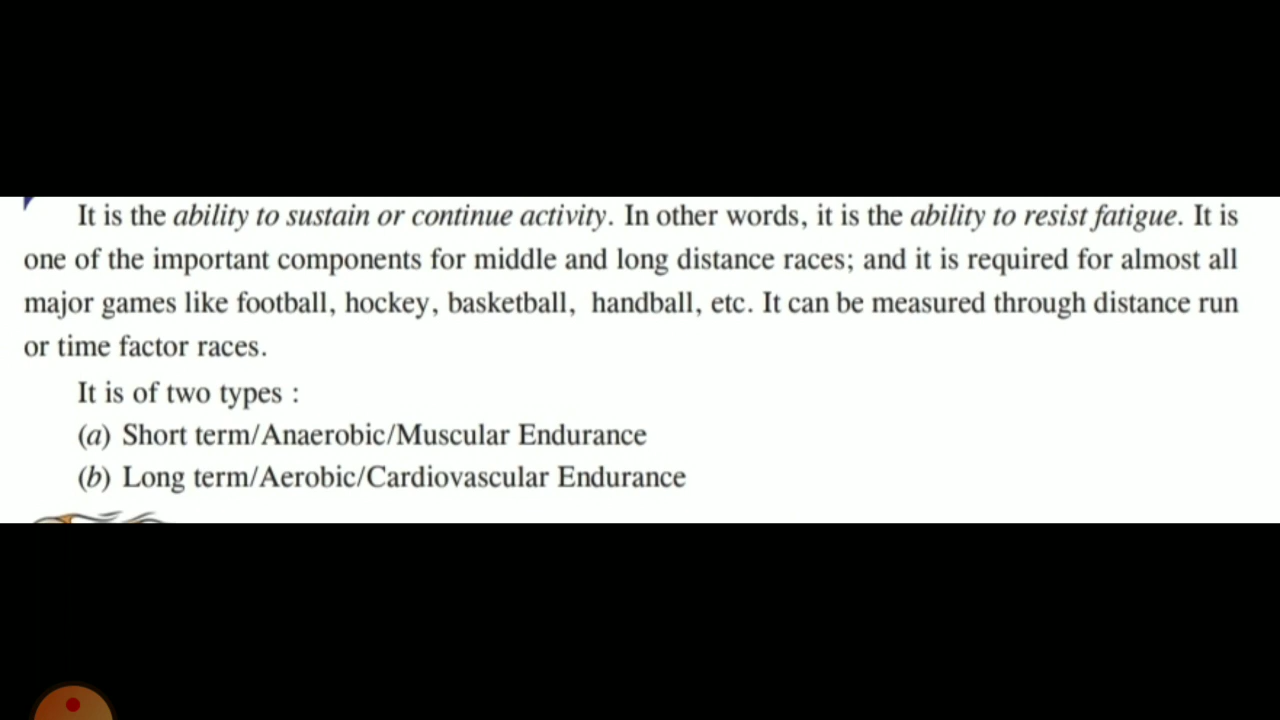 It is the ability to sustain or continue activity. In other words, it is the ability to resist fatigue. It is
one of the important components for middle and long distance races; and it is required for almost all
major games like football, hockey, basketball, handball, etc. It can be measured through distance run
or time factor races.
It is of two types :
(a) Short term/Anaerobic/Muscular Endurance
(b) Long term/Aerobic/Cardiovascular Endurance